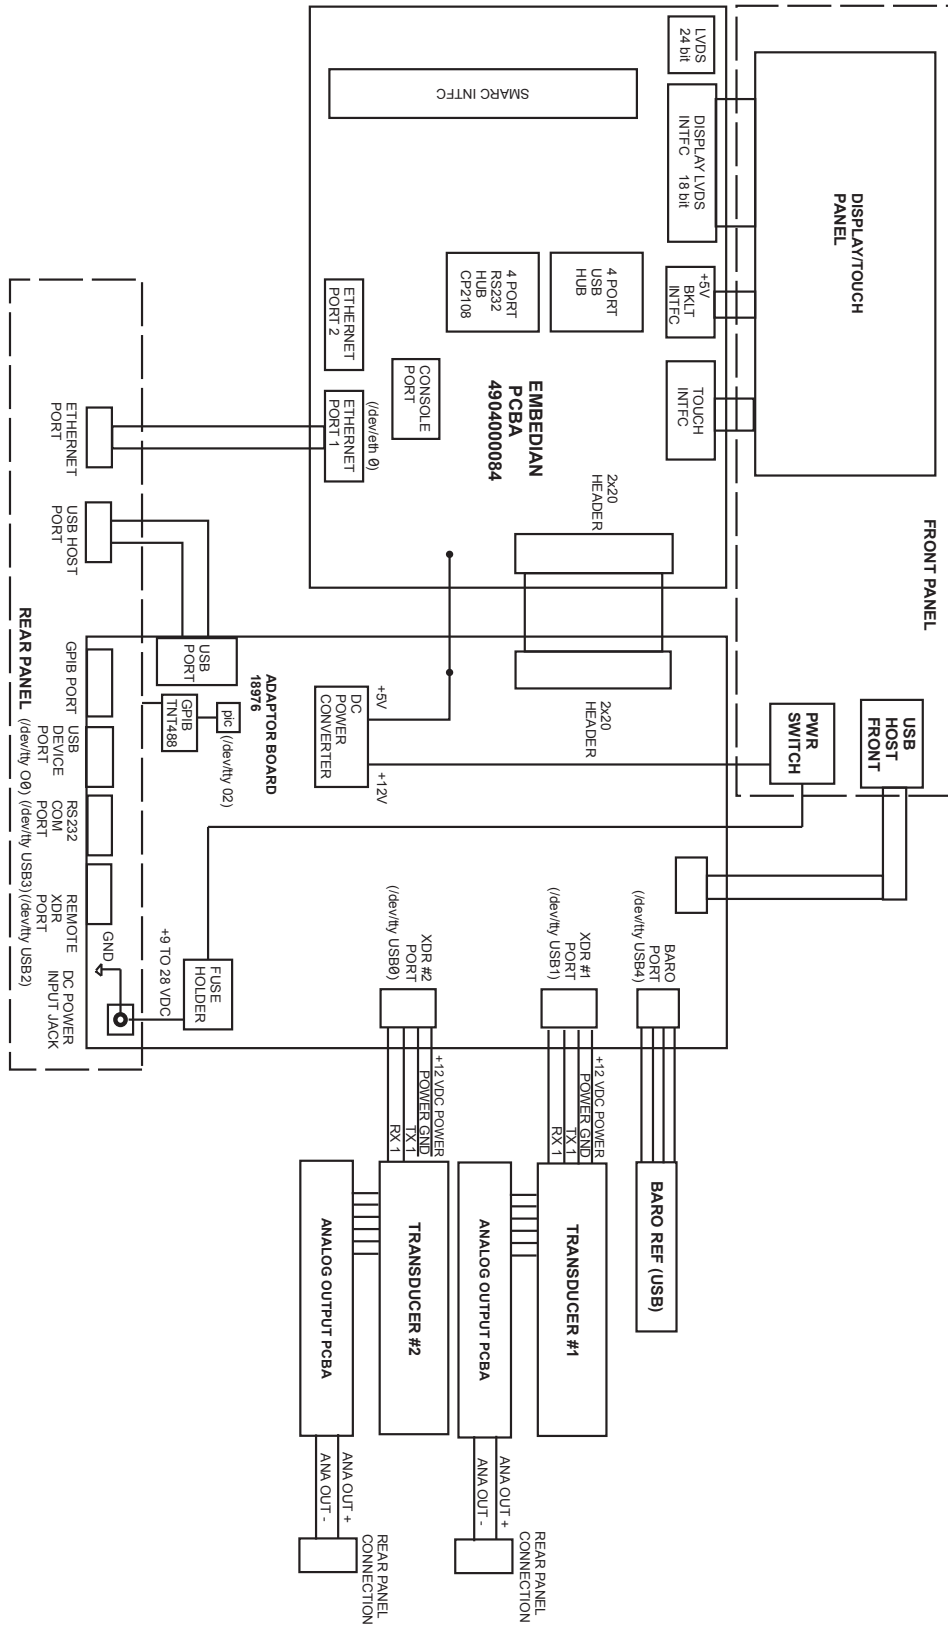 FRONT PANEL
DISPLAY/TOUCH
PANEL
USB
HOST
FRONT
PWR
SWITCH
LVDS
24 bit
DISPLAY LVDS
INTFC 18 bit
+5V
BKLT
INTFC
TOUCH
INTFC
SMARC INTFC
4 PORT
USB
HUB
4 PORT
RS232
HUB
CP2108
EMBEDIAN
PCBA
4904000084
2x20
HEADER
2x20
HEADER
CONSOLE
PORT
ETHERNET
PORT 2
ETHERNET
PORT 1
(/dev/eth 0)
+5V
+12V
DC
POWER
CONVERTER
ADAPTOR BOARD
18976
USB
PORT
pic
(/dev/tty 02)
GPIB
TNT488
FUSE
HOLDER
+9 TO 28 VDC
GND
BARO
PORT
(/dev/tty USB4)
XDR #1
PORT
(/dev/tty USB1)
XDR #2
PORT
(/dev/tty USB0)
BARO REF (USB)
+12 VDC POWER
POWER GND
TX 1
RX 1
TRANSDUCER #1
ANALOG OUTPUT PCBA
ANA OUT +
ANA OUT -
REAR PANEL
CONNECTION
+12 VDC POWER
POWER GND
TX 1
RX 1
TRANSDUCER #2
ANALOG OUTPUT PCBA
ANA OUT +
ANA OUT -
REAR PANEL
CONNECTION
ETHERNET
PORT
USB HOST
PORT
GPIB PORT
USB
DEVICE
PORT
(/dev/tty O0)
RS232
COM
PORT
(/dev/tty USB3)
REMOTE
XDR
PORT
(/dev/tty USB2)
DC POWER
INPUT JACK
REAR PANEL